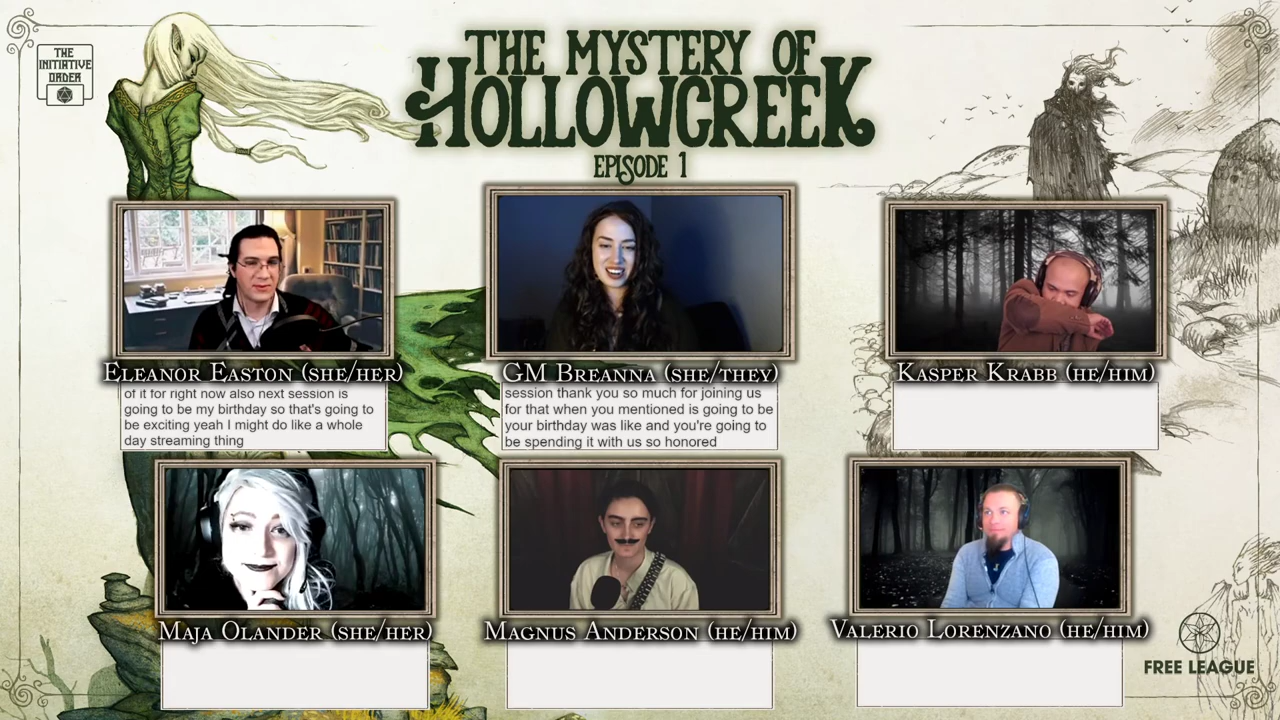 THE
INITIATIVE
ORDER
THE MYSTERY OF
HOLLOWGREEK
EPISODE 1
Eleanor Easton (she/her)
of it for right now also next session is
going to be my birthday so that's going to
be exciting yeah I might do like a whole
day streaming thing
GM Breanna (she/they)
session thank you so much for joining us
for that when you mentioned is going to be
your birthday was like and you're going to
be spending it with us so honored
Kasper Krabb (he/him)
Maja Olander (she/her)
Magnus Anderson (he/him)
Valerio Lorenzano (he/him)
FREE LEAGUE